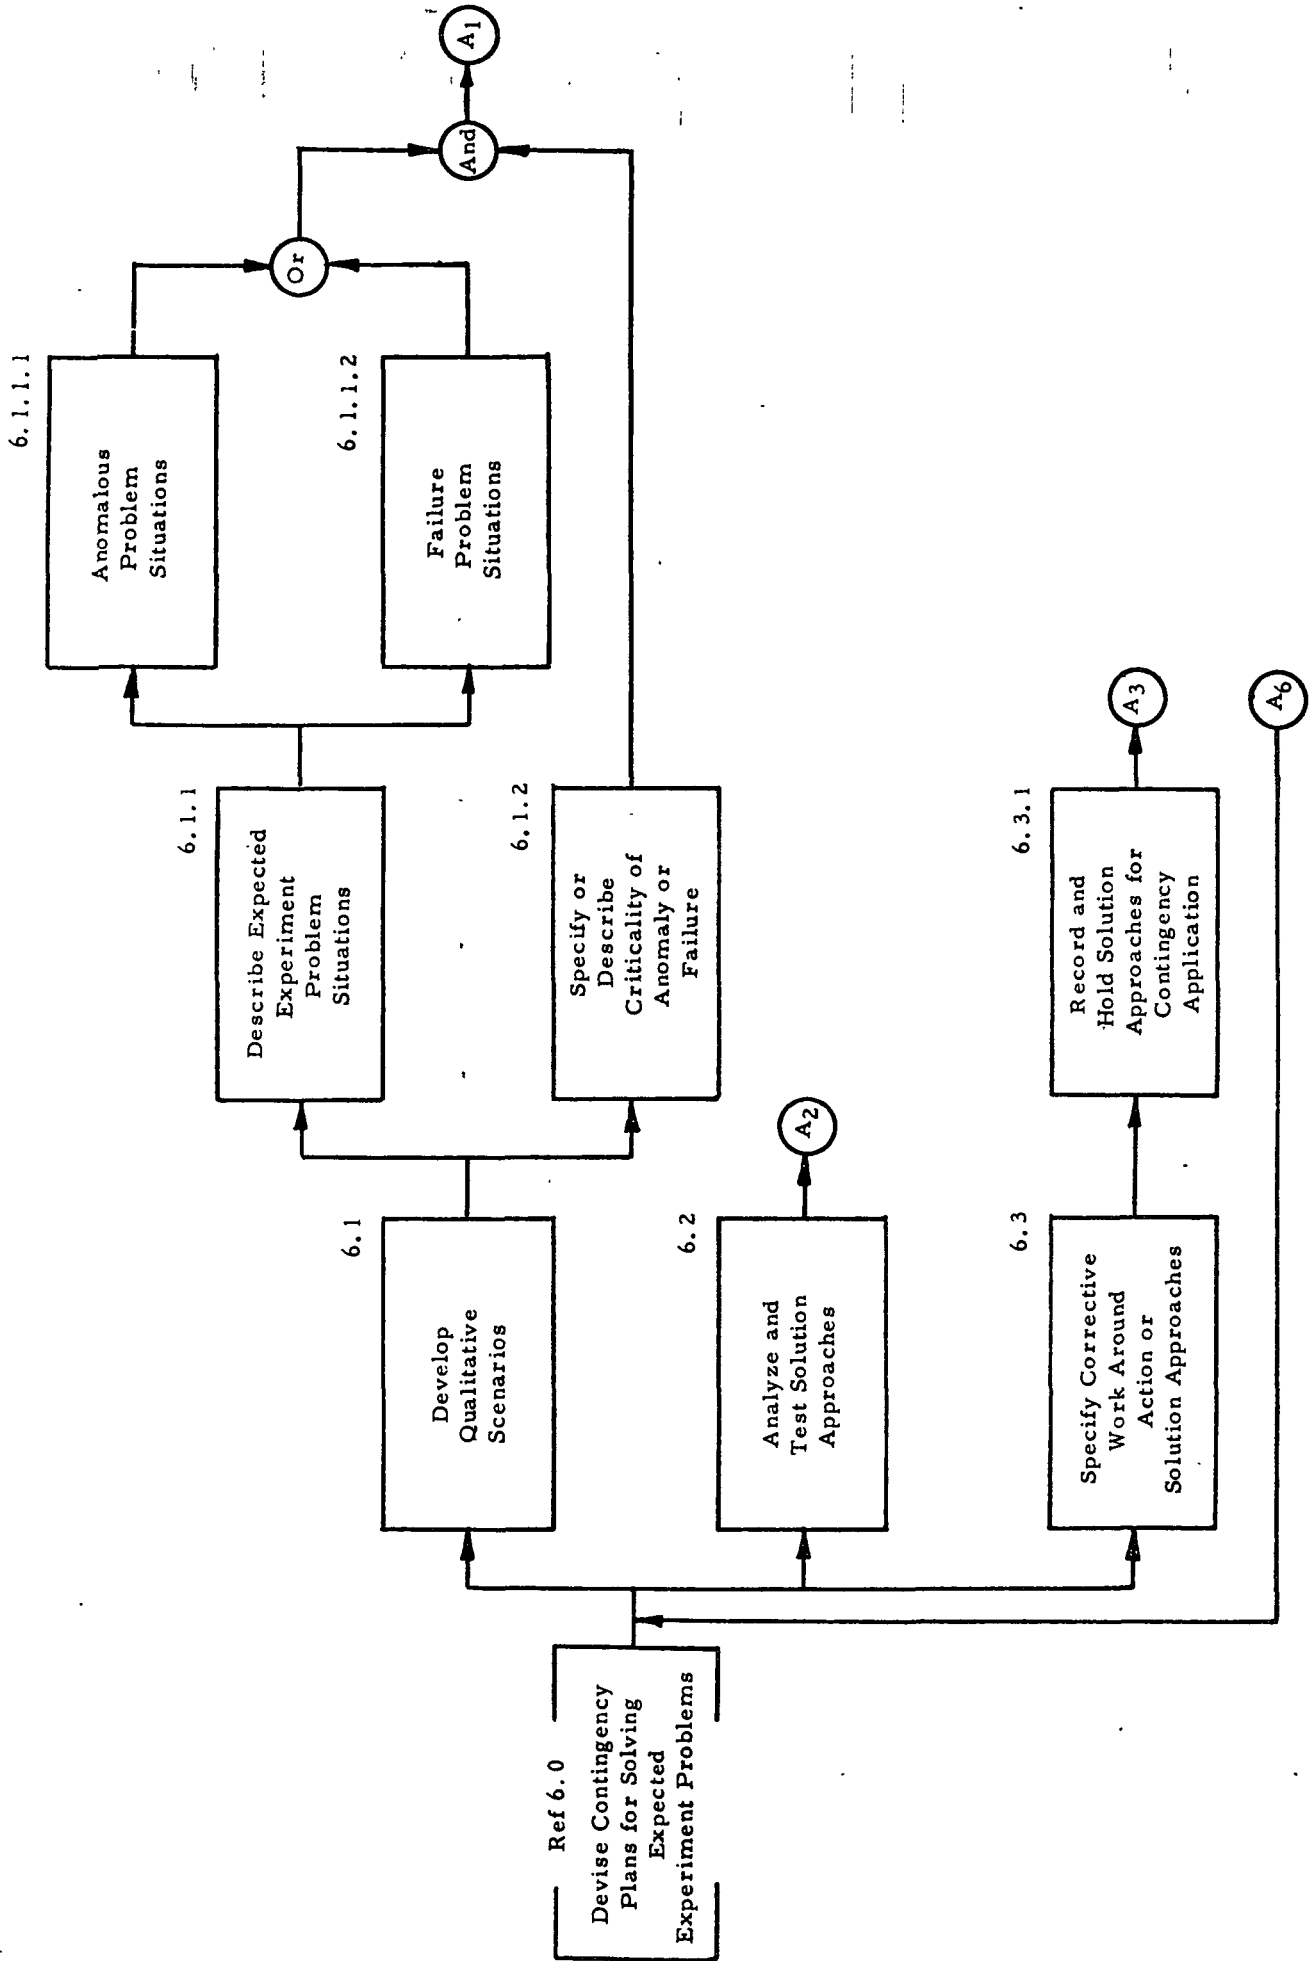 Ref 6.0
Devise Contingency
Plans for Solving
Expected
Experiment Problems
6.1
Develop
Qualitative
Scenarios
6.2
Analyze and
Test Solution
Approaches
A2
6.3
Specify Corrective
Work Around
Action or
Solution Approaches
6.1.1
Describe Expected
Experiment
Problem
Situations
6.1.2
Specify or
Describe
Criticality of
Anomaly or
Failure
6.3.1
Record and
Hold Solution
Approaches for
Contingency
Application
A3
A6
6.1.1.1
Anomalous
Problem
Situations
6.1.1.2
Failure
Problem
Situations
Or
And
A1